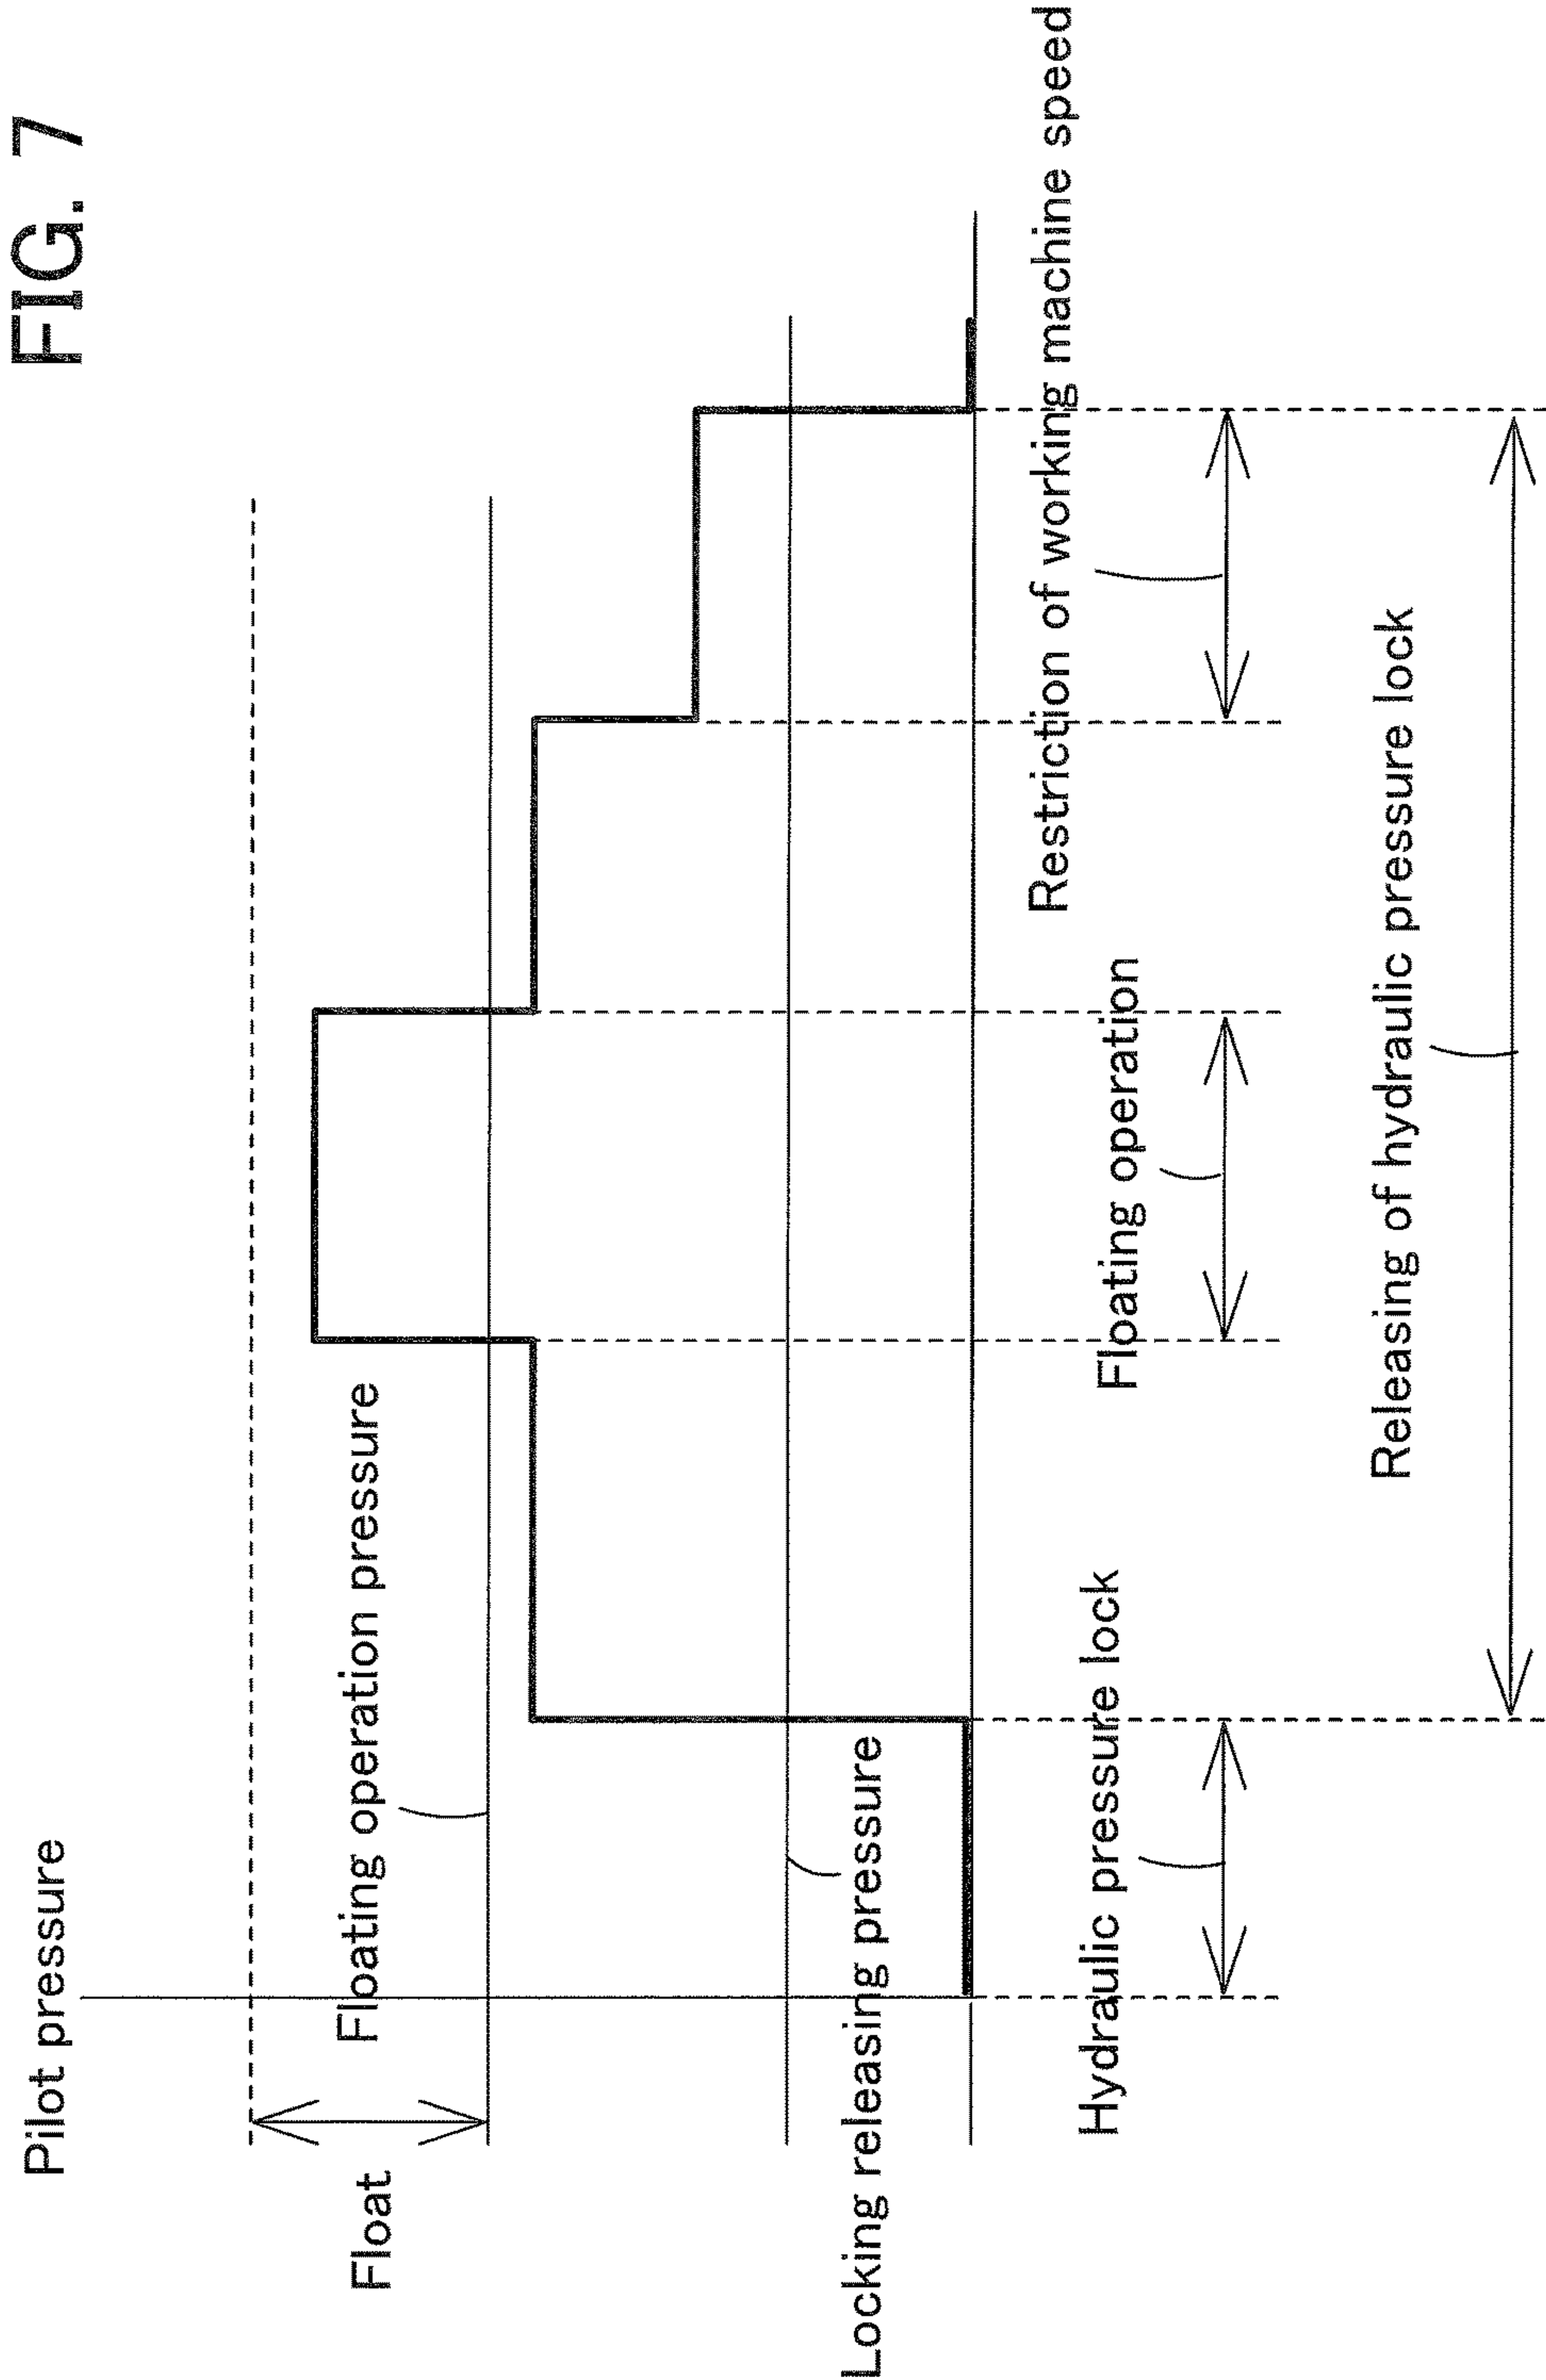 FIG. 7
Pilot pressure
Float
Floating operation pressure
Locking releasing pressure
Hydraulic pressure lock
Floating operation
Restriction of working machine speed
Releasing of hydraulic pressure lock